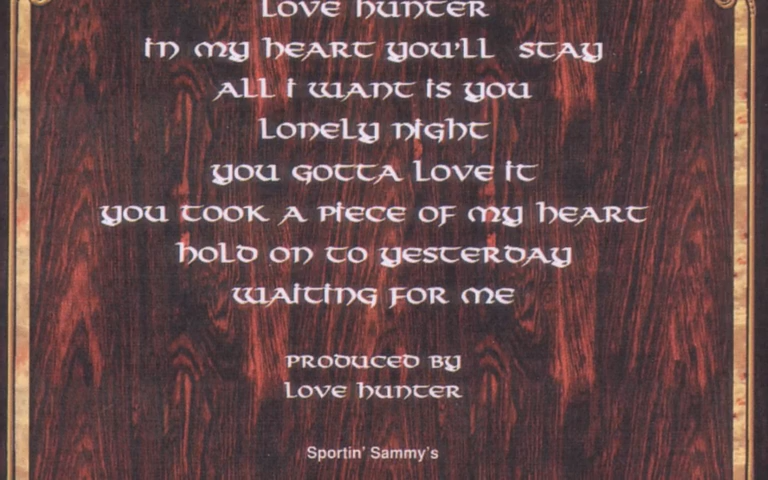 LOVE HUNTER
IN MY HEART YOU'LL STAY
ALL I WANT IS YOU
LONELY NIGHT
YOU GOTTA LOVE IT
YOU TOOK A PIECE OF MY HEART
HOLD ON TO YESTERDAY
WAITING FOR ME
PRODUCED BY
LOVE HUNTER
Sportin' Sammy's